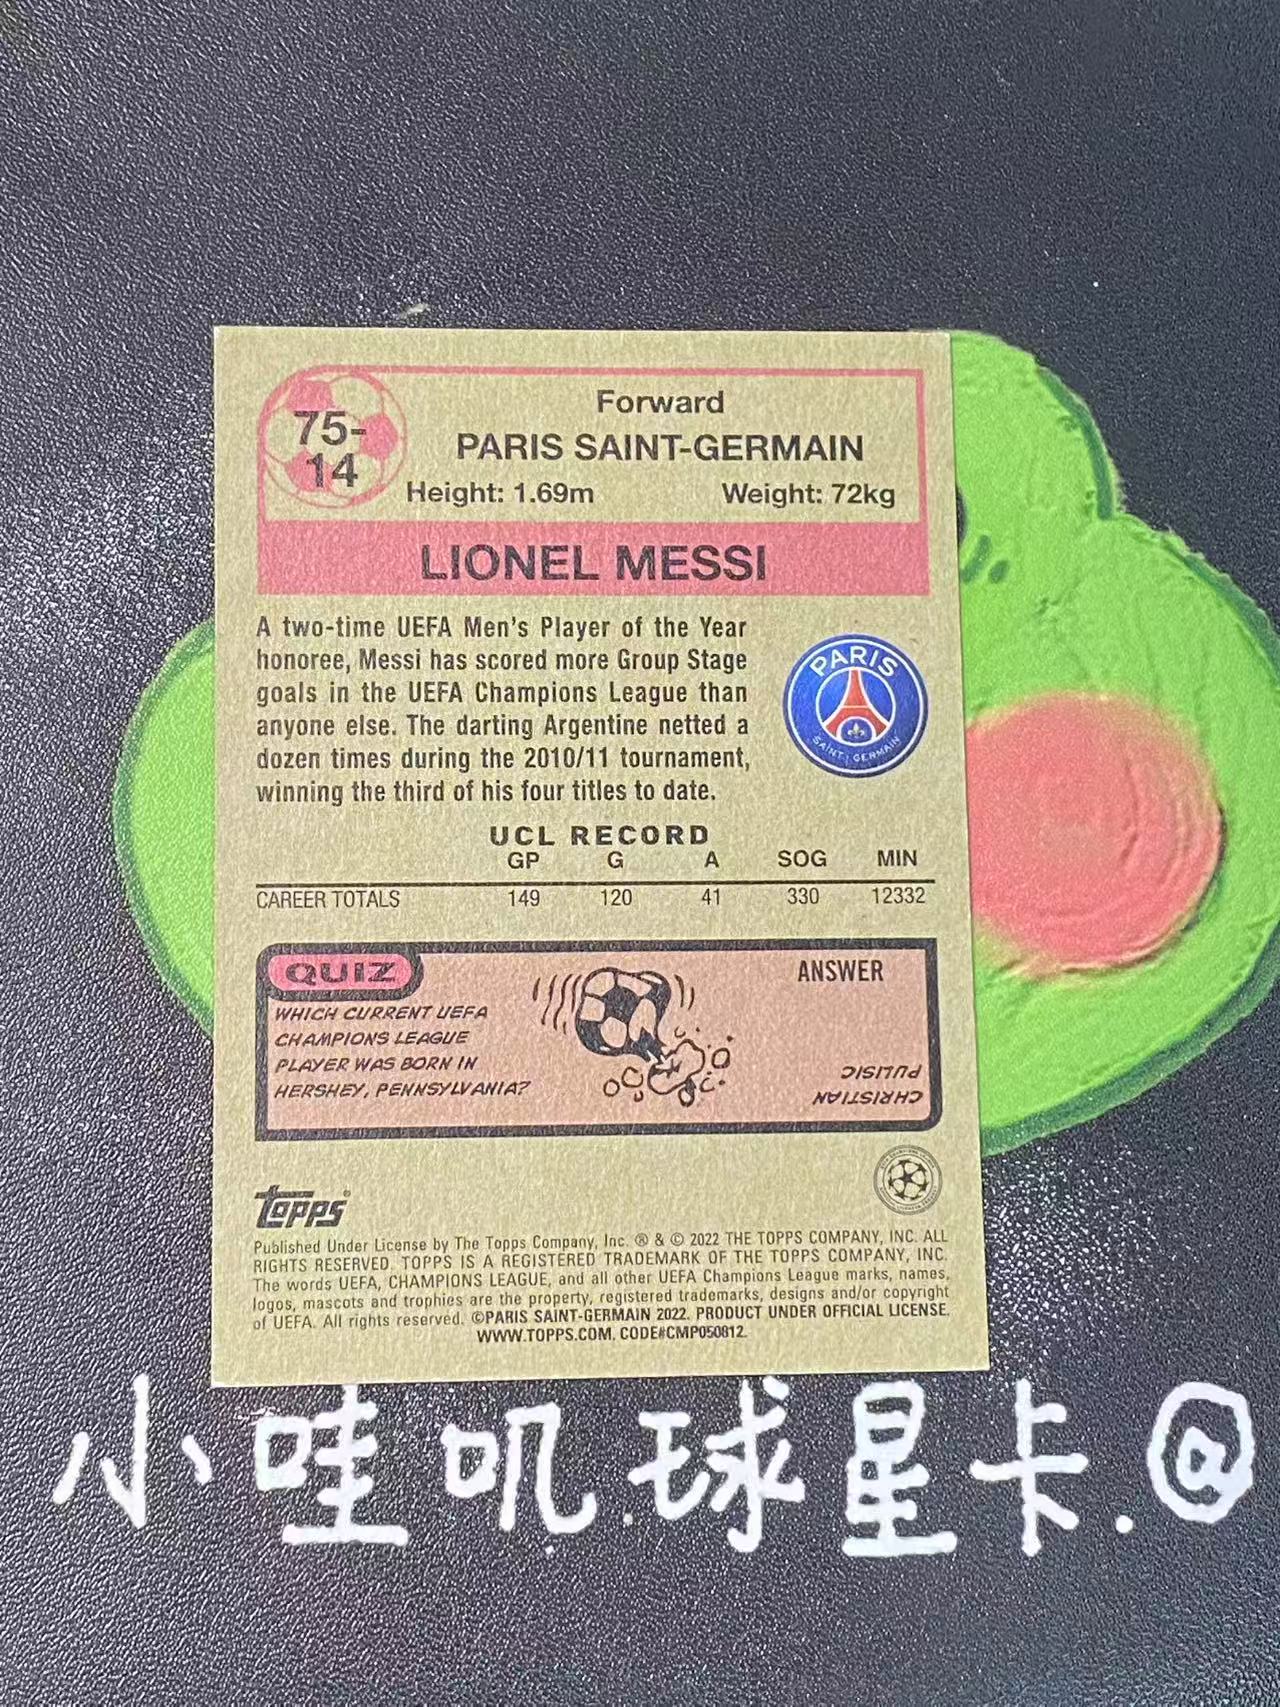 75-
14
Forward
PARIS SAINT-GERMAIN
Height: 1.69m Weight: 72kg
LIONEL MESSI
A two-time UEFA Men's Player of the Year
honoree, Messi has scored more Group Stage
goals in the UEFA Champions League than
anyone else. The darting Argentine netted a
dozen times during the 2010/11 tournament,
winning the third of his four titles to date.
PARIS
SAINT-GERMAIN
UCL RECORD
GP G A SOG MIN
CAREER TOTALS 149 120 41 330 12332
QUIZ
WHICH CURRENT UEFA
CHAMPIONS LEAGUE
PLAYER WAS BORN IN
HERSHEY, PENNSYLVANIA?
ANSWER
CHRISTIAN
PULISIC
topps®
Published Under License by The Topps Company, Inc. ® & © 2022 THE TOPPS COMPANY, INC. ALL
RIGHTS RESERVED. TOPPS IS A REGISTERED TRADEMARK OF THE TOPPS COMPANY, INC.
The words UEFA, CHAMPIONS LEAGUE, and all other UEFA Champions League marks, names,
logos, mascots and trophies are the property, registered trademarks, designs and/or copyright
of UEFA. All rights reserved. ©PARIS SAINT-GERMAIN 2022. PRODUCT UNDER OFFICIAL LICENSE.
WWW.TOPPS.COM. CODE#CMP050812.
小哇叽.球星卡.@